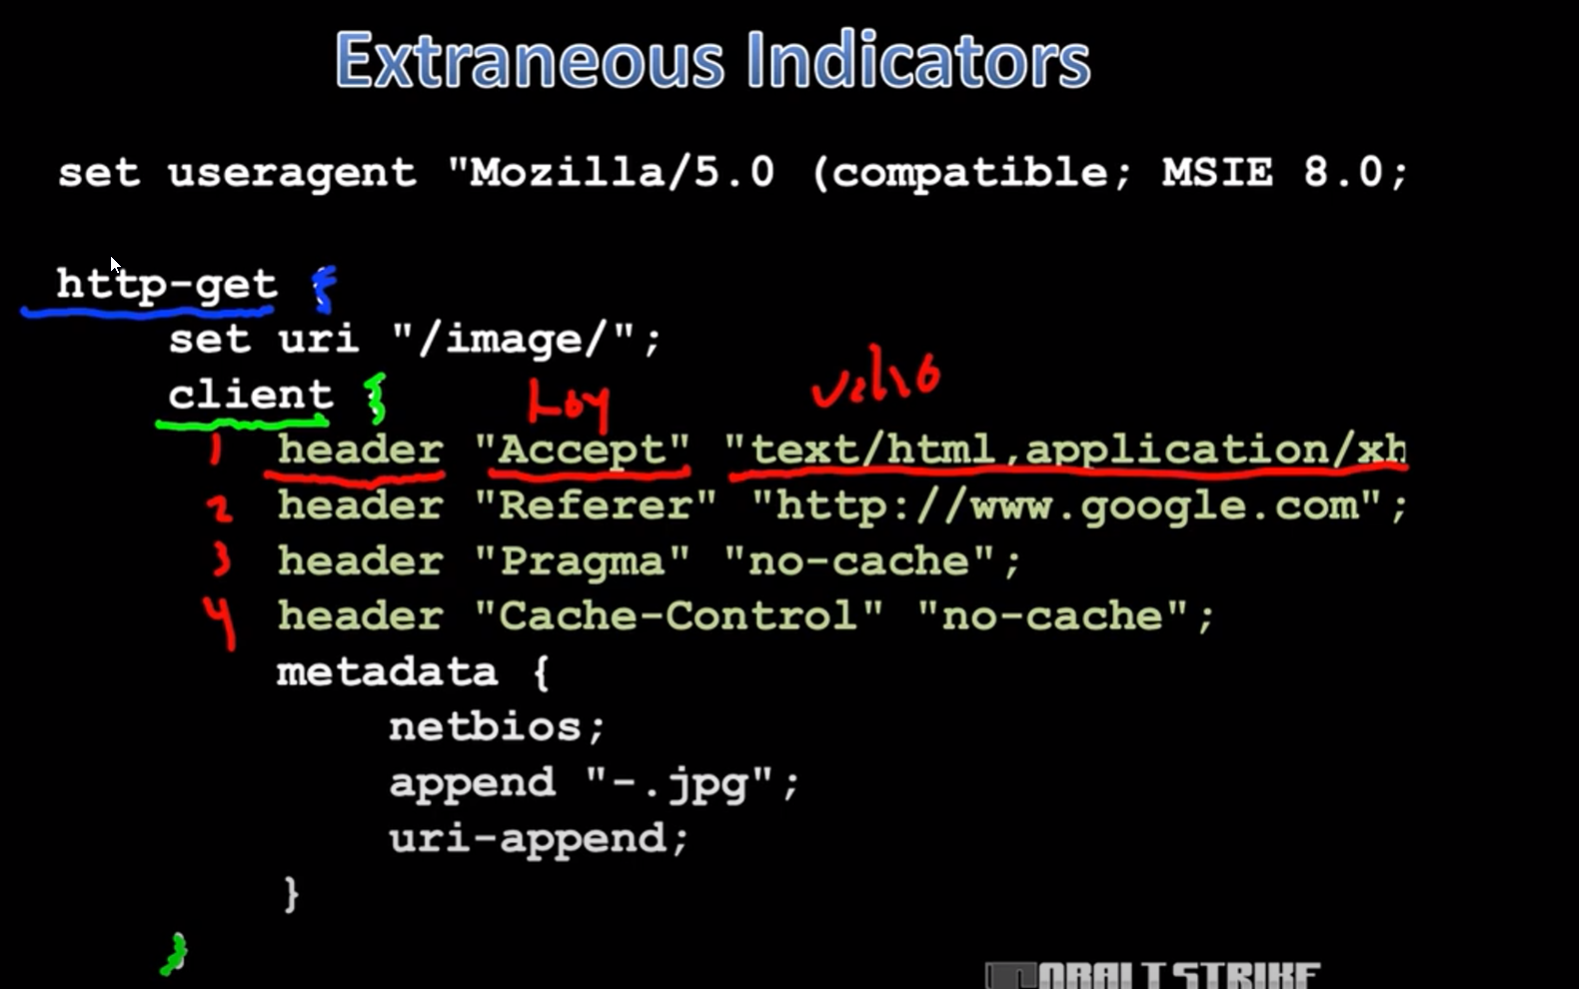 Extraneous Indicators
set useragent "Mozilla/5.0 (compatible; MSIE 8.0;
http-get {
set uri "/image/";
client {
key
1 header "Accept" "text/html,application/xh
2 header "Referer" "http://www.google.com";
3 header "Pragma" "no-cache";
4 header "Cache-Control" "no-cache";
metadata {
netbios;
append "-.jpg";
uri-append;
}
}
COBALT STRIKE